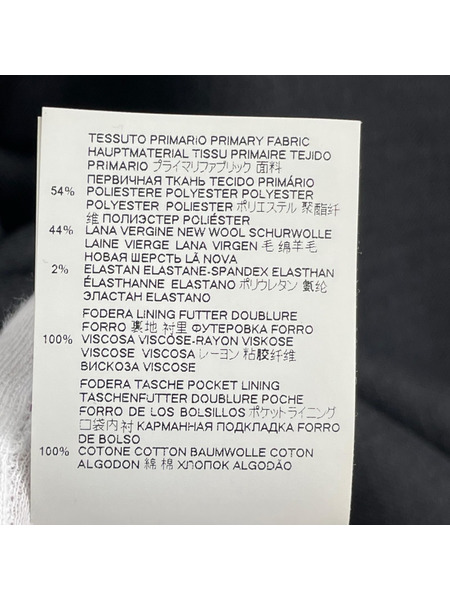 TESSUTO PRIMARIO PRIMARY FABRIC
HAUPTMATERIAL TISSU PRIMAIRE TEJIDO
PRIMARIO プライマリファブリック 面料
ПЕРВИЧНАЯ ТКАНЬ TECIDO PRIMÁRIO
54% POLIESTERE POLYESTER POLYESTER
POLYESTER POLIESTER ポリエステル 聚酯纤
维 ПОЛИЭСТЕР POLIÉSTER
44% LANA VERGINE NEW WOOL SCHURWOLLE
LAINE VIERGE LANA VIRGEN 毛 绵羊毛
НОВАЯ ШЕРСТЬ LÃ NOVA
2% ELASTAN ELASTANE-SPANDEX ELASTHAN
ÉLASTHANNE ELASTANO ポリウレタン 氨纶
ЭЛАСТАН ELASTANO
FODERA LINING FUTTER DOUBLURE
FORRO 裏地 衬里 ФУТЕРОВКА FORRO
100% VISCOSA VISCOSE-RAYON VISKOSE
VISCOSE VISCOSA レーヨン 粘胶纤维
ВИСКОЗА VISCOSE
FODERA TASCHE POCKET LINING
TASCHENFUTTER DOUBLURE POCHE
FORRO DE LOS BOLSILLOS ポケットライニング
口袋内衬 КАРМАННАЯ ПОДКЛАДКА FORRO
DE BOLSO
100% COTONE COTTON BAUMWOLLE COTON
ALGODON 綿 棉 ХЛОПОК ALGODÃO